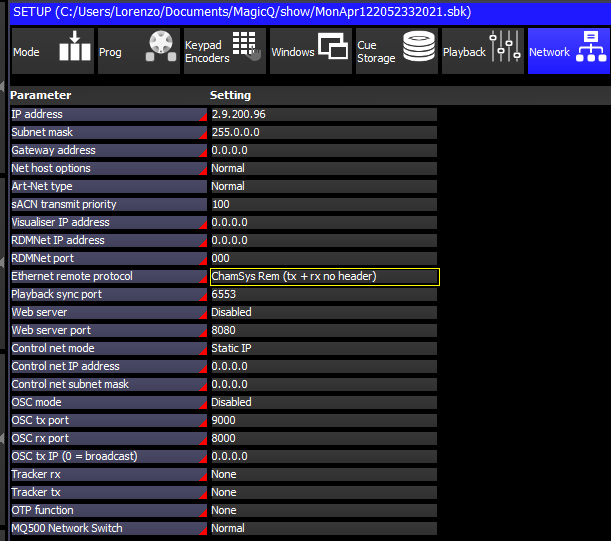 SETUP (C:/Users/Lorenzo/Documents/MagicQ/show/MonApr122052332021.sbk)
Mode Prog Keypad Encoders Windows Cue Storage Playback Network
Parameter Setting
IP address 2.9.200.96
Subnet mask 255.0.0.0
Gateway address 0.0.0.0
Net host options Normal
Art-Net type Normal
sACN transmit priority 100
Visualiser IP address 0.0.0.0
RDMNet IP address 0.0.0.0
RDMNet port 000
Ethernet remote protocol ChamSys Rem (tx + rx no header)
Playback sync port 6553
Web server Disabled
Web server port 8080
Control net mode Static IP
Control net IP address 0.0.0.0
Control net subnet mask 0.0.0.0
OSC mode Disabled
OSC tx port 9000
OSC rx port 8000
OSC tx IP (0 = broadcast) 0.0.0.0
Tracker rx None
Tracker tx None
OTP function None
MQ500 Network Switch Normal